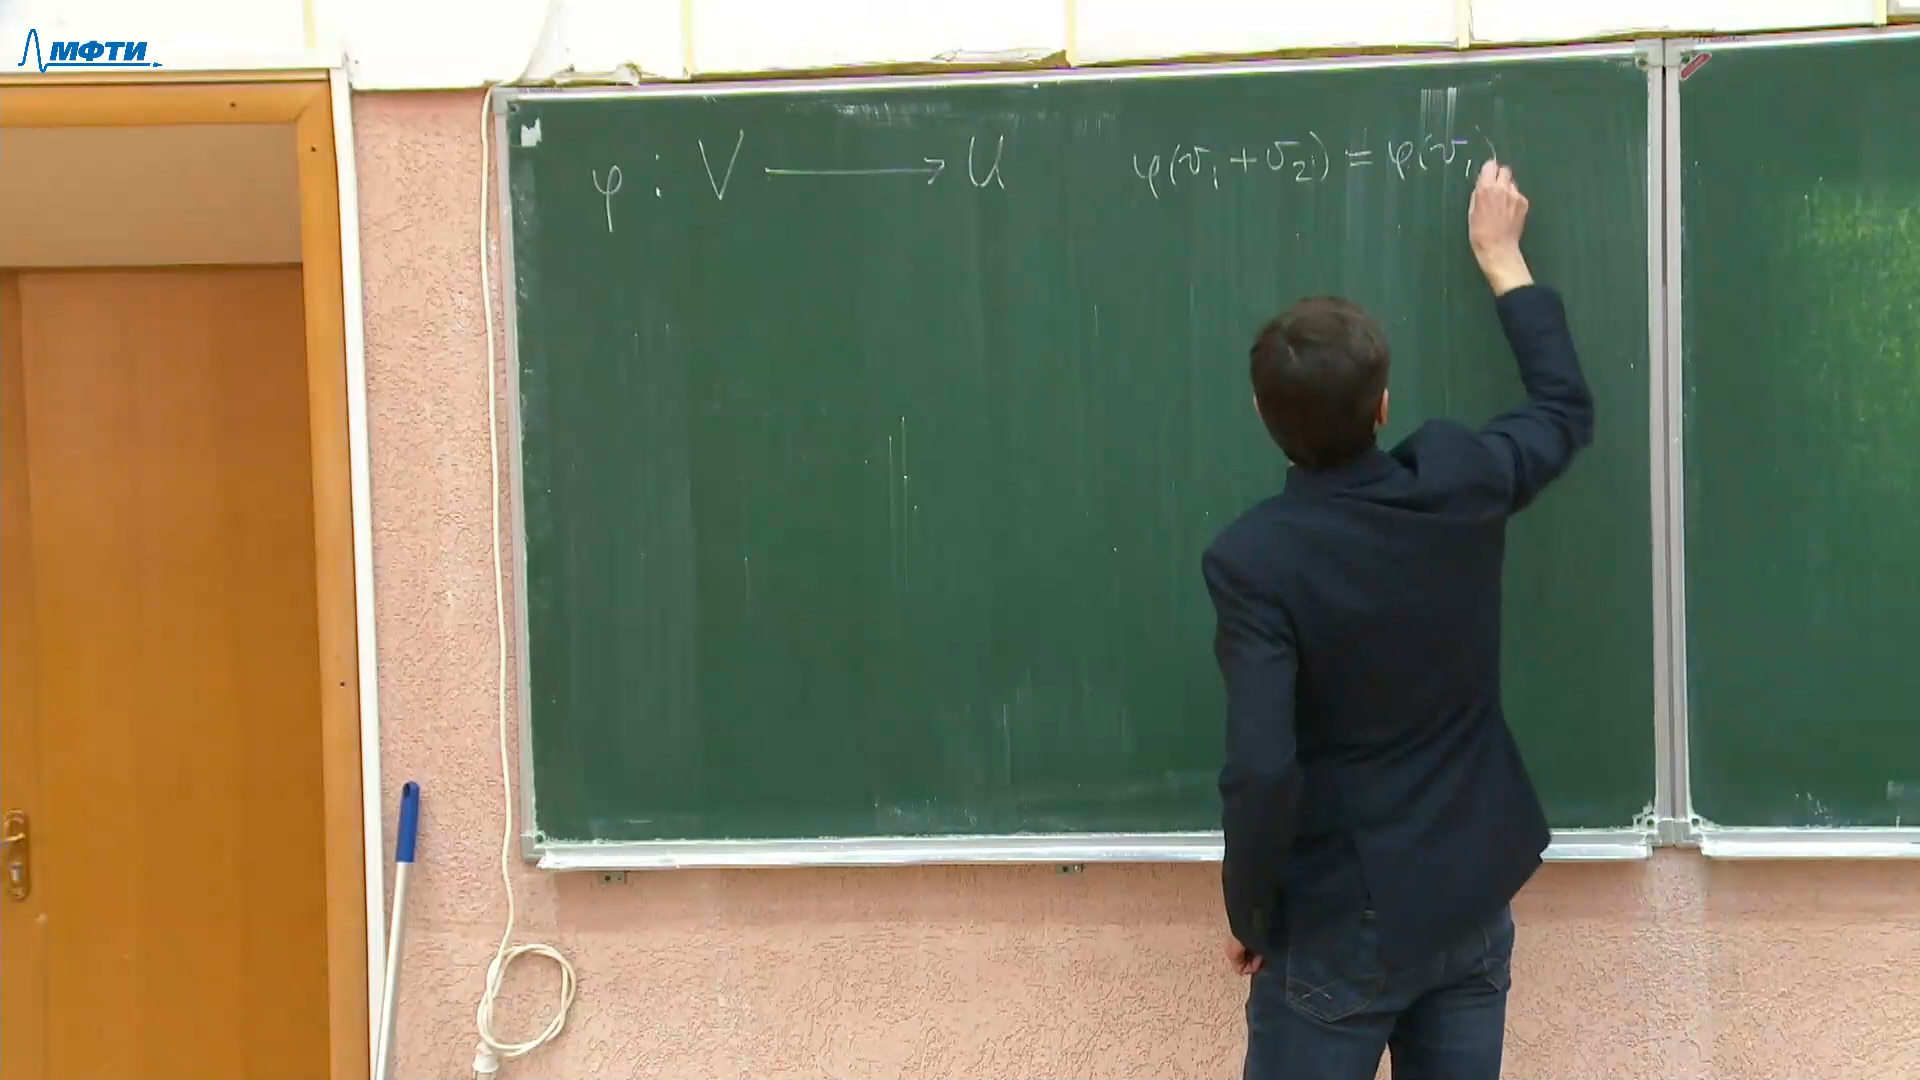 МФТИ
φ : V ⟶ U φ(v₁ + v₂) = φ(v₁)